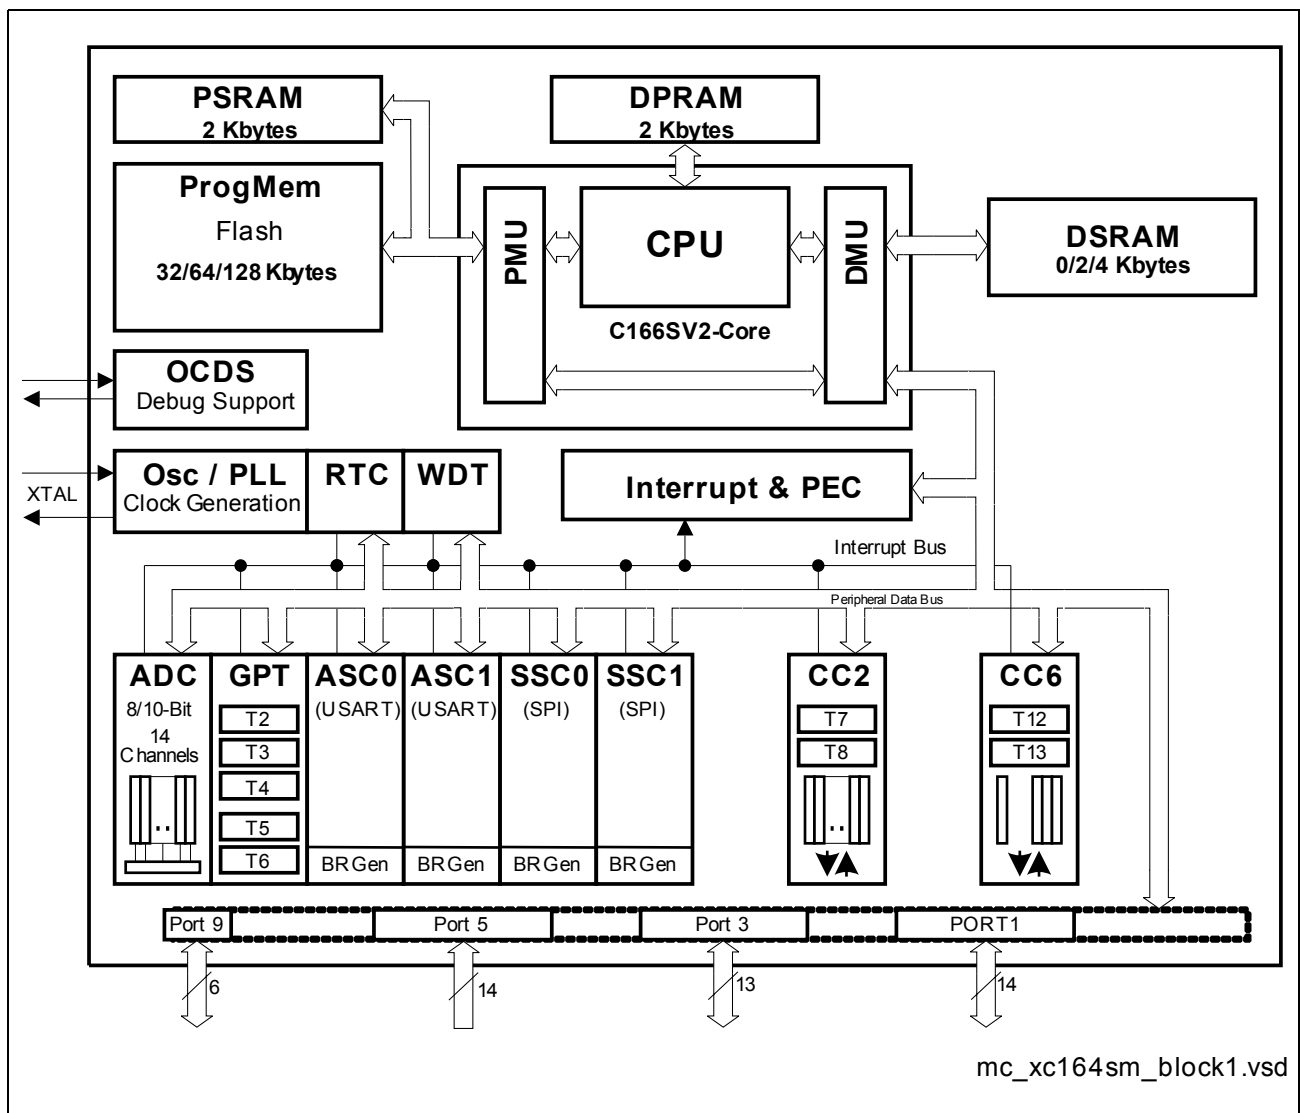 PSRAM
2 Kbytes
DPRAM
2 Kbytes
ProgMem
Flash
32/64/128 Kbytes
PMU
CPU
DMU
C166SV2-Core
DSRAM
0/2/4 Kbytes
OCDS
Debug Support
XTAL
Osc / PLL
Clock Generation
RTC
WDT
Interrupt & PEC
Interrupt Bus
Peripheral Data Bus
ADC
8/10-Bit
14
Channels
GPT
T2
T3
T4
T5
T6
ASC0
(USART)
BRGen
ASC1
(USART)
BRGen
SSC0
(SPI)
BRGen
SSC1
(SPI)
BRGen
CC2
T7
T8
CC6
T12
T13
Port 9
Port 5
Port 3
PORT1
6
14
13
14
mc_xc164sm_block1.vsd